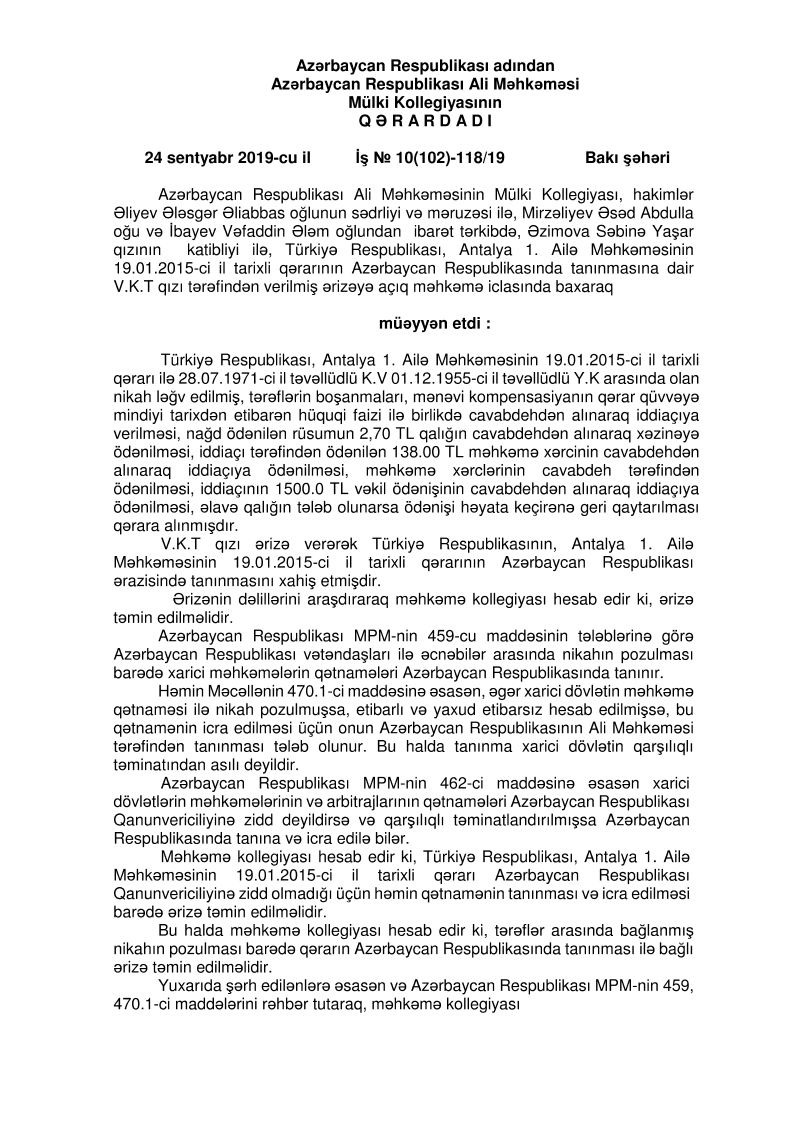 Azərbaycan Respublikası adından
Azərbaycan Respublikası Ali Məhkəməsi
Mülki Kollegiyasının
Q Ə R A R D A D I
24 sentyabr 2019-cu il İş № 10(102)-118/19 Bakı şəhəri
Azərbaycan Respublikası Ali Məhkəməsinin Mülki Kollegiyası, hakimlər
Əliyev Ələsgər Əliabbas oğlunun sədrliyi və məruzəsi ilə, Mirzəliyev Əsəd Abdulla
oğu və İbayev Vəfaddin Ələm oğlundan ibarət tərkibdə, Əzimova Səbinə Yaşar
qızının katibliyi ilə, Türkiyə Respublikası, Antalya 1. Ailə Məhkəməsinin
19.01.2015-ci il tarixli qərarının Azərbaycan Respublikasında tanınmasına dair
V.K.T qızı tərəfindən verilmiş ərizəyə açıq məhkəmə iclasında baxaraq
müəyyən etdi :
Türkiyə Respublikası, Antalya 1. Ailə Məhkəməsinin 19.01.2015-ci il tarixli
qərarı ilə 28.07.1971-ci il təvəllüdlü K.V 01.12.1955-ci il təvəllüdlü Y.K arasında olan
nikah ləğv edilmiş, tərəflərin boşanmaları, mənəvi kompensasiyanın qərar qüvvəyə
mindiyi tarixdən etibarən hüquqi faizi ilə birlikdə cavabdehdən alınaraq iddiaçıya
verilməsi, nağd ödənilən rüsumun 2,70 TL qalığın cavabdehdən alınaraq xəzinəyə
ödənilməsi, iddiaçı tərəfindən ödənilən 138.00 TL məhkəmə xərcinin cavabdehdən
alınaraq iddiaçıya ödənilməsi, məhkəmə xərclərinin cavabdeh tərəfindən
ödənilməsi, iddiaçının 1500.0 TL vəkil ödənişinin cavabdehdən alınaraq iddiaçıya
ödənilməsi, əlavə qalığın tələb olunarsa ödənişi həyata keçirənə geri qaytarılması
qərara alınmışdır.
V.K.T qızı ərizə verərək Türkiyə Respublikasının, Antalya 1. Ailə
Məhkəməsinin 19.01.2015-ci il tarixli qərarının Azərbaycan Respublikası
ərazisində tanınmasını xahiş etmişdir.
Ərizənin dəlillərini araşdıraraq məhkəmə kollegiyası hesab edir ki, ərizə
təmin edilməlidir.
Azərbaycan Respublikası MPM-nin 459-cu maddəsinin tələblərinə görə
Azərbaycan Respublikası vətəndaşları ilə əcnəbilər arasında nikahın pozulması
barədə xarici məhkəmələrin qətnamələri Azərbaycan Respublikasında tanınır.
Həmin Məcəllənin 470.1-ci maddəsinə əsasən, əgər xarici dövlətin məhkəmə
qətnaməsi ilə nikah pozulmuşsa, etibarlı və yaxud etibarsız hesab edilmişsə, bu
qətnamənin icra edilməsi üçün onun Azərbaycan Respublikasının Ali Məhkəməsi
tərəfindən tanınması tələb olunur. Bu halda tanınma xarici dövlətin qarşılıqlı
təminatından asılı deyildir.
Azərbaycan Respublikası MPM-nin 462-ci maddəsinə əsasən xarici
dövlətlərin məhkəmələrinin və arbitrajlarının qətnamələri Azərbaycan Respublikası
Qanunvericiliyinə zidd deyildirsə və qarşılıqlı təminatlandırılmışsa Azərbaycan
Respublikasında tanına və icra edilə bilər.
Məhkəmə kollegiyası hesab edir ki, Türkiyə Respublikası, Antalya 1. Ailə
Məhkəməsinin 19.01.2015-ci il tarixli qərarı Azərbaycan Respublikası
Qanunvericiliyinə zidd olmadığı üçün həmin qətnamənin tanınması və icra edilməsi
barədə ərizə təmin edilməlidir.
Bu halda məhkəmə kollegiyası hesab edir ki, tərəflər arasında bağlanmış
nikahın pozulması barədə qərarın Azərbaycan Respublikasında tanınması ilə bağlı
ərizə təmin edilməlidir.
Yuxarıda şərh edilənlərə əsasən və Azərbaycan Respublikası MPM-nin 459,
470.1-ci maddələrini rəhbər tutaraq, məhkəmə kollegiyası